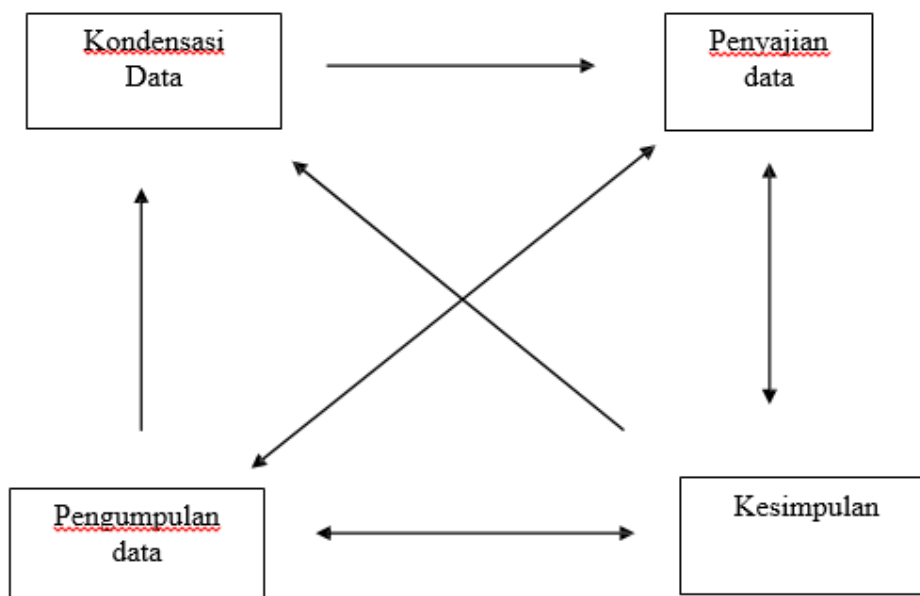 Kondensasi
Data
Penyajian
data
Pengumpulan
data
Kesimpulan